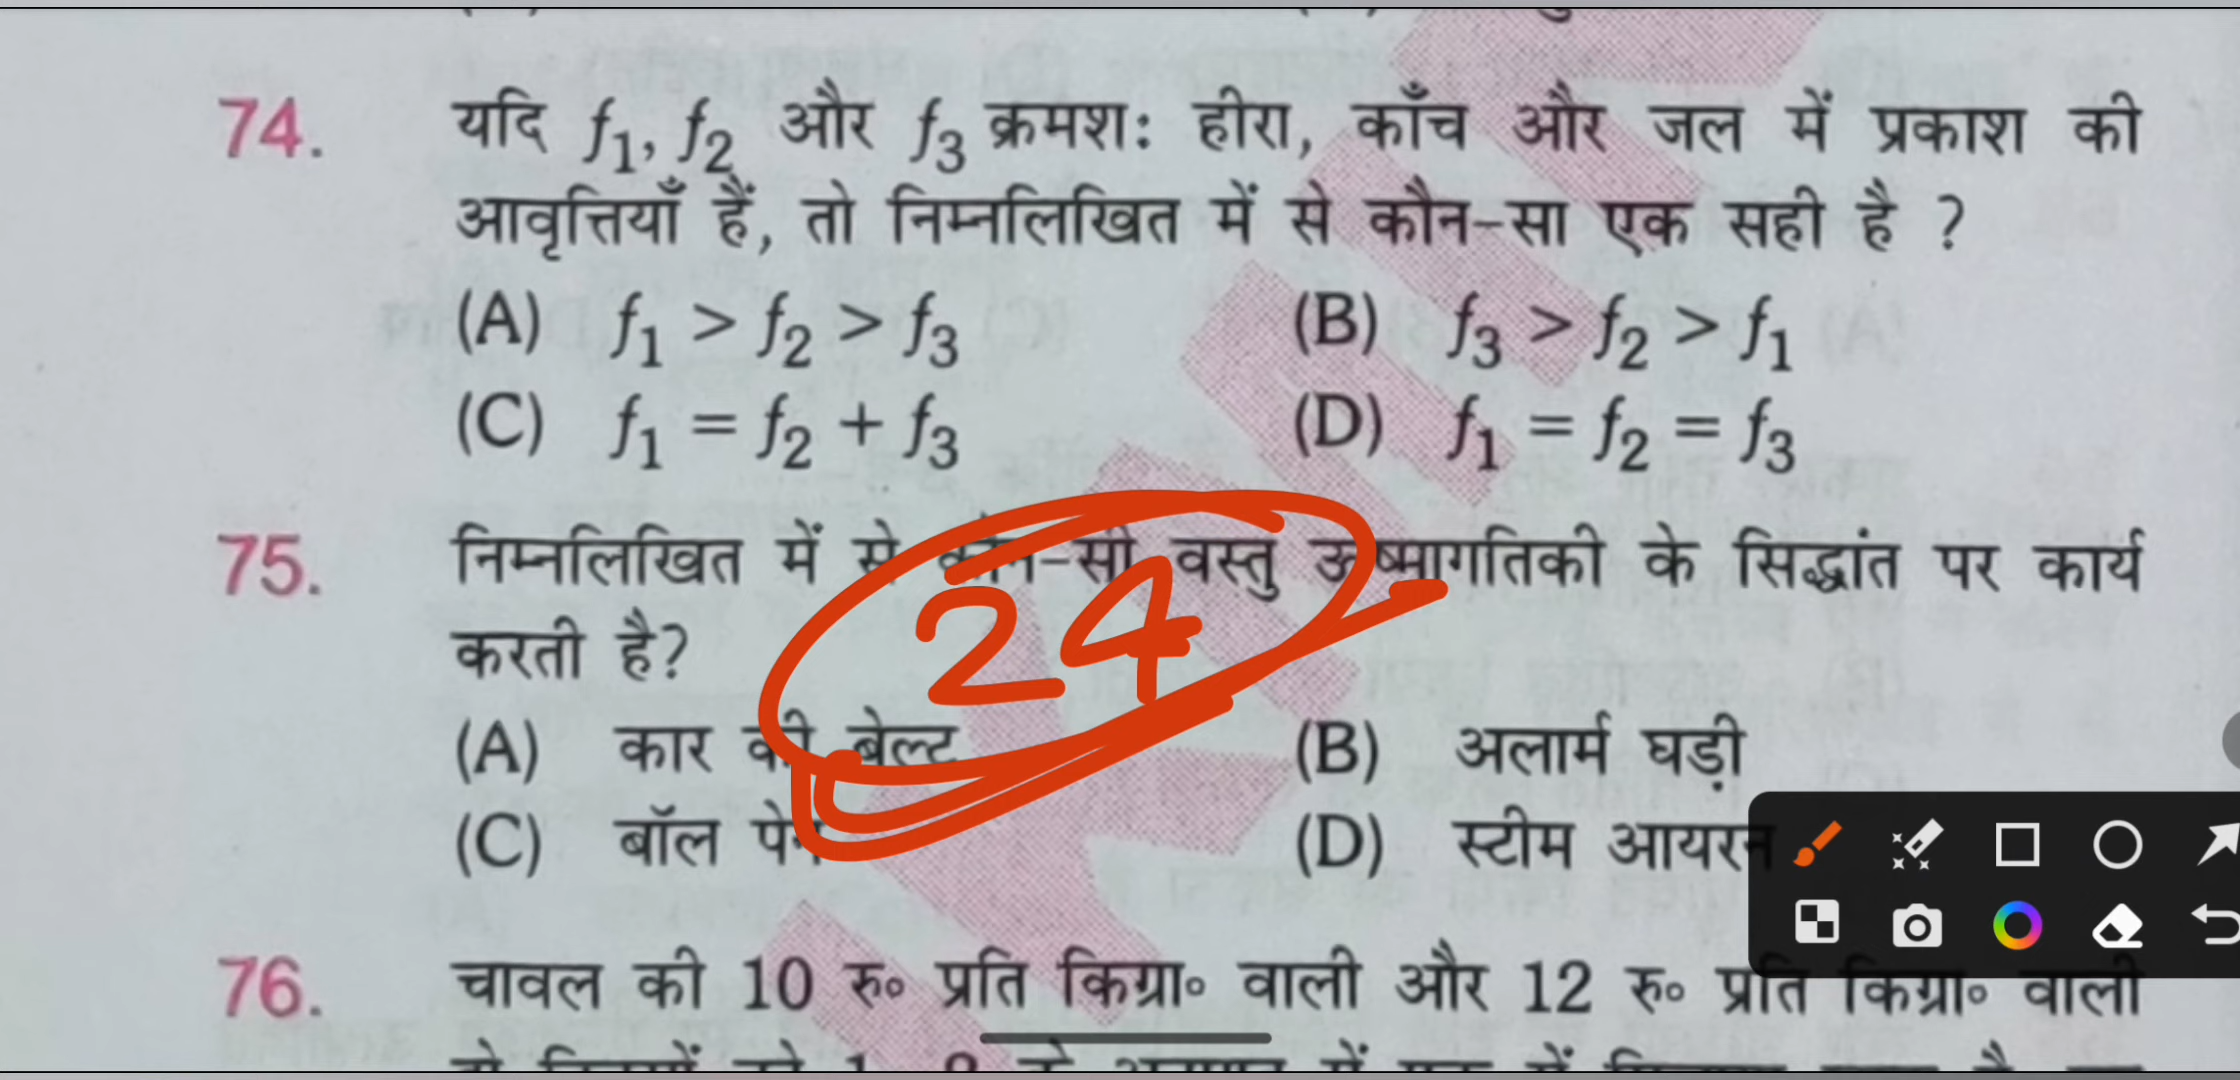 74. यदि f1, f2 और f3 क्रमशः हीरा, काँच और जल में प्रकाश की
आवृत्तियाँ हैं, तो निम्नलिखित में से कौन-सा एक सही है ?
(A) f1 > f2 > f3 (B) f3 > f2 > f1
(C) f1 = f2 + f3 (D) f1 = f2 = f3
75. निम्नलिखित में से कौन-सी वस्तु ऊष्मागतिकी के सिद्धांत पर कार्य
करती है?
24
(A) कार की बेल्ट (B) अलार्म घड़ी
(C) बॉल पेन (D) स्टीम आयरन
76. चावल की 10 रु॰ प्रति किग्रा॰ वाली और 12 रु॰ प्रति किग्रा॰ वाली